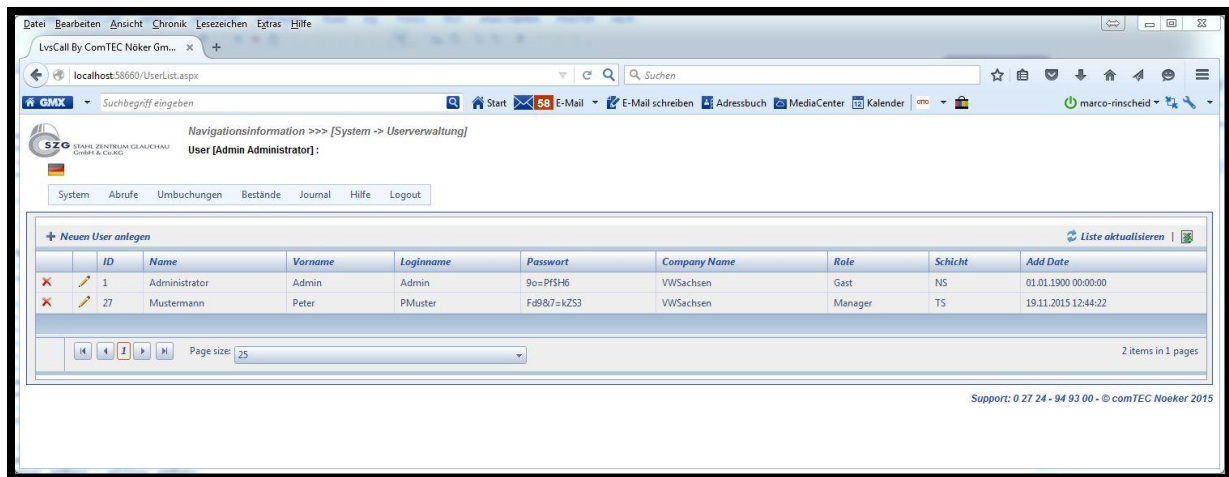 Datei Bearbeiten Ansicht Chronik Lesezeichen Extras Hilfe
LvsCall By ComTEC Nöker Gm... × +
localhost:58660/UserList.aspx Suchen
GMX Suchbegriff eingeben Start 58 E-Mail E-Mail schreiben Adressbuch MediaCenter 12 Kalender OTTO marco-rinscheid
Navigationsinformation >>> [System -> Userverwaltung]
SZG STAHL ZENTRUM GLAUCHAU
GmbH & Co.KG
User [Admin Administrator] :
System Abrufe Umbuchungen Bestände Journal Hilfe Logout
+ Neuen User anlegen Liste aktualisieren |
ID Name Vorname Loginname Passwort Company Name Role Schicht Add Date
1 Administrator Admin Admin 9o=Pf$H6 VWSachsen Gast NS 01.01.1900 00:00:00
27 Mustermann Peter PMuster Fd9&7=kZS3 VWSachsen Manager TS 19.11.2015 12:44:22
1 Page size: 25 2 items in 1 pages
Support: 0 27 24 - 94 93 00 - © comTEC Noeker 2015